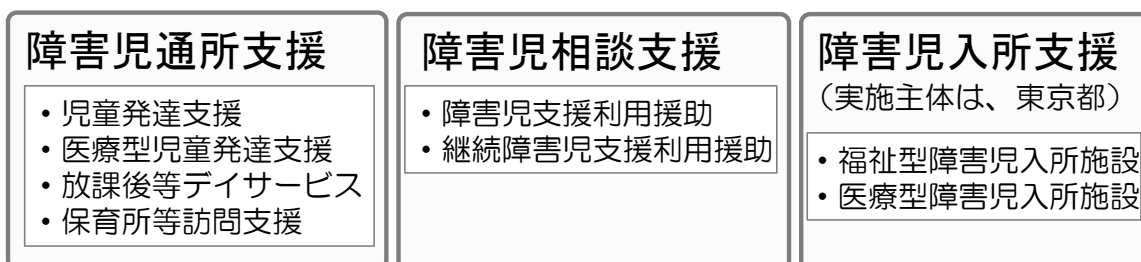 障害児通所支援
・児童発達支援
・医療型児童発達支援
・放課後等デイサービス
・保育所等訪問支援
障害児相談支援
・障害児支援利用援助
・継続障害児支援利用援助
障害児入所支援
（実施主体は、東京都）
・福祉型障害児入所施設
・医療型障害児入所施設